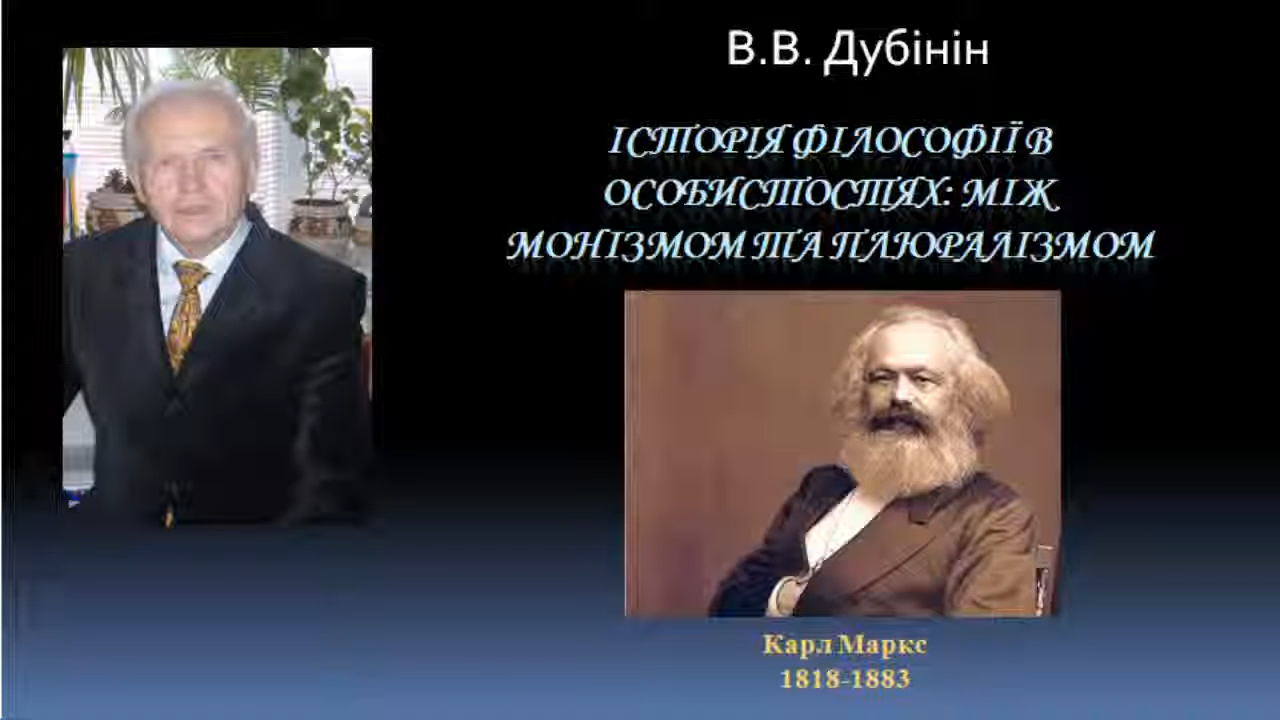 В.В. Дубінін
ІСТОРІЯ ФІЛОСОФІЇ В
ОСОБИСТОСТЯХ: МІЖ
МОНІЗМОМ ТА ПЛЮРАЛІЗМОМ
Карл Маркс
1818-1883